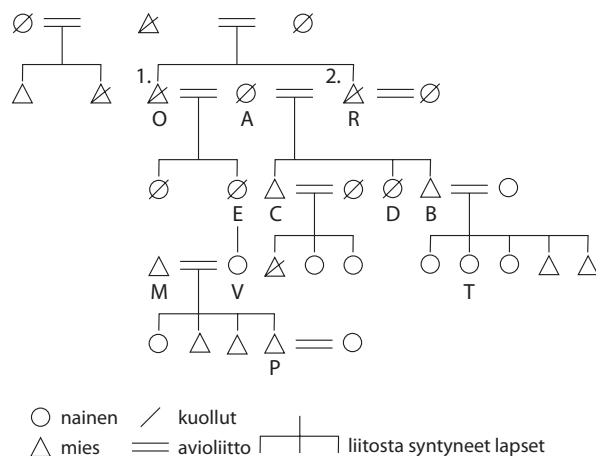 1. 2.
O A R
E C D B
M V T
P
nainen kuollut
mies avioliitto liitosta syntyneet lapset